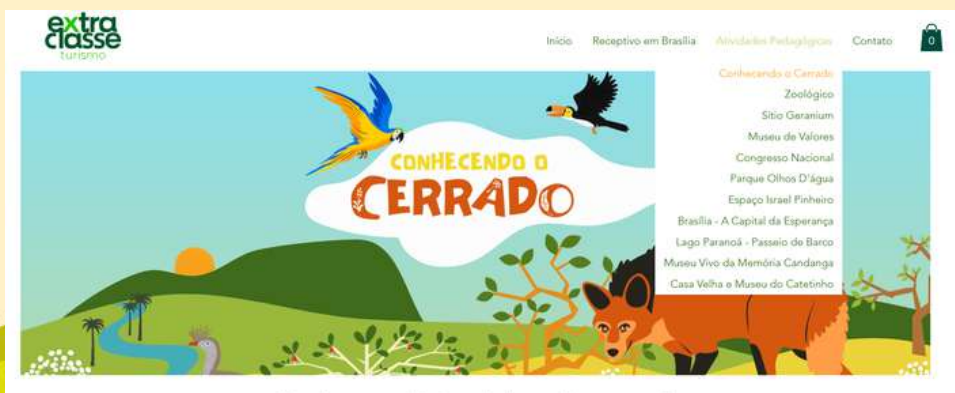 extra
classe
turismo
Início Receptivo em Brasília Atividades Pedagógicas Contato 0
Conhecendo o Cerrado
Zoológico
Sítio Geranium
Museu de Valores
Congresso Nacional
Parque Olhos D'água
Espaço Israel Pinheiro
Brasília - A Capital da Esperança
Lago Paranoá - Passeio de Barco
Museu Vivo da Memória Candanga
Casa Velha e Museu do Catetinho
CONHECENDO O
CERRADO